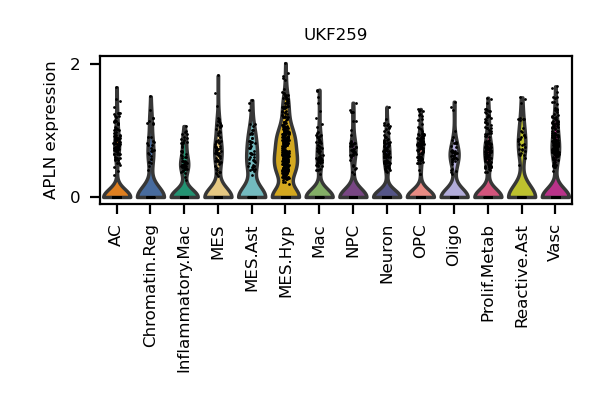 UKF259
APLN expression
2
0
AC
Chromatin.Reg
Inflammatory.Mac
MES
MES.Ast
MES.Hyp
Mac
NPC
Neuron
OPC
Oligo
Prolif.Metab
Reactive.Ast
Vasc